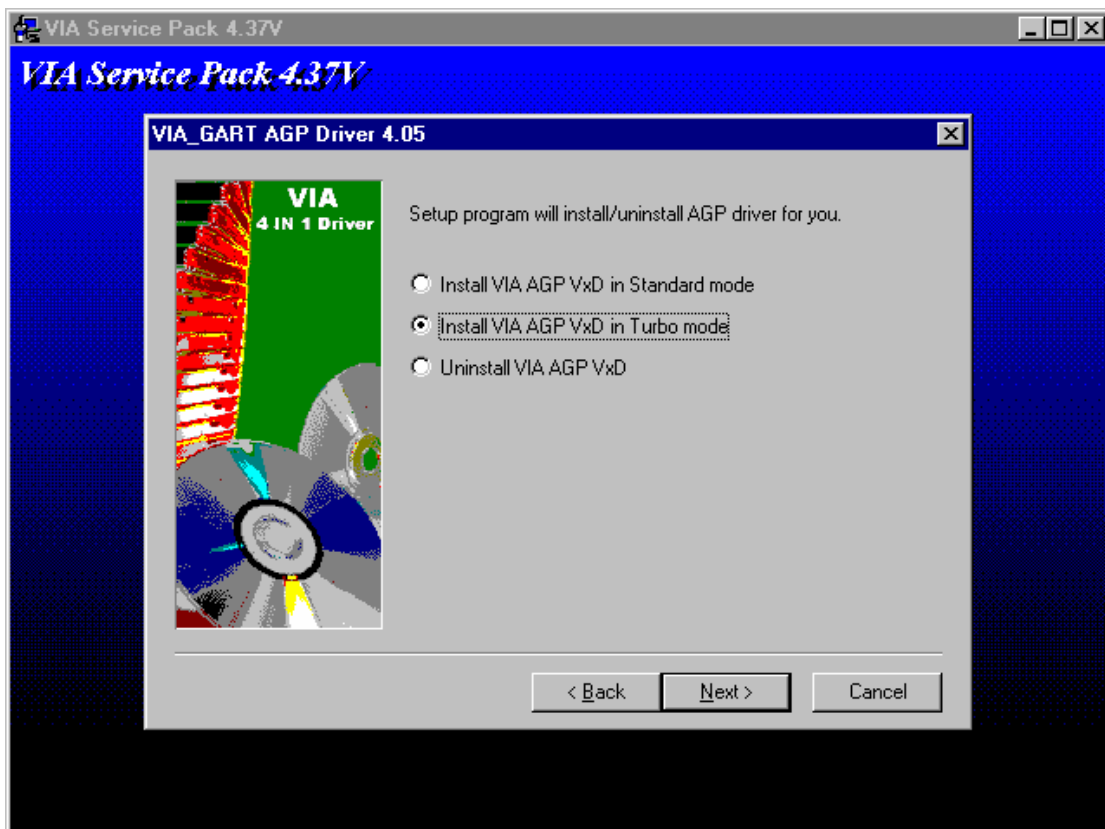 VIA Service Pack 4.37V
VIA Service Pack 4.37V
VIA_GART AGP Driver 4.05
VIA
4 IN 1 Driver
Setup program will install/uninstall AGP driver for you.
Install VIA AGP VxD in Standard mode
Install VIA AGP VxD in Turbo mode
Uninstall VIA AGP VxD
< Back
Next >
Cancel